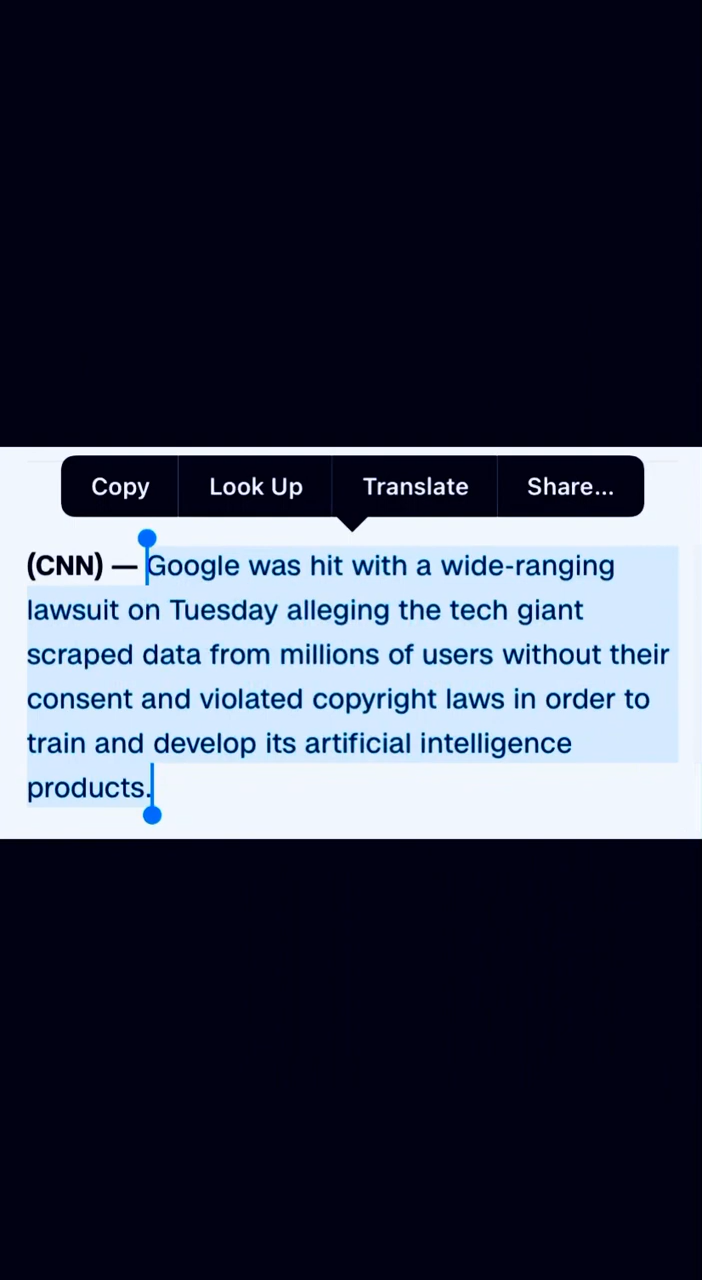 Copy Look Up Translate Share...
(CNN) — Google was hit with a wide-ranging
lawsuit on Tuesday alleging the tech giant
scraped data from millions of users without their
consent and violated copyright laws in order to
train and develop its artificial intelligence
products.